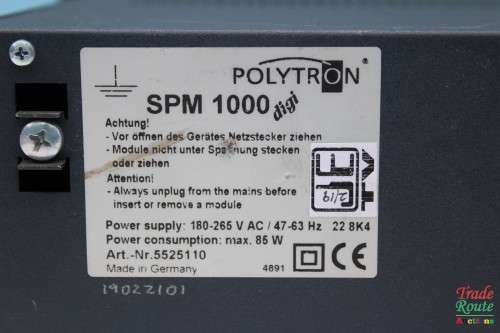 POLYTRON®
SPM 1000 digi
Achtung!
- Vor öffnen des Gerätes Netzstecker ziehen
- Module nicht unter Spannung stecken
oder ziehen
Attention!
- Always unplug from the mains before
insert or remove a module
Power supply: 180-265 V AC / 47-63 Hz 22 8K4
Power consumption: max. 85 W
Art.-Nr.5525110
Made in Germany
4891
CE
19022101
Trade
Route
Auctions